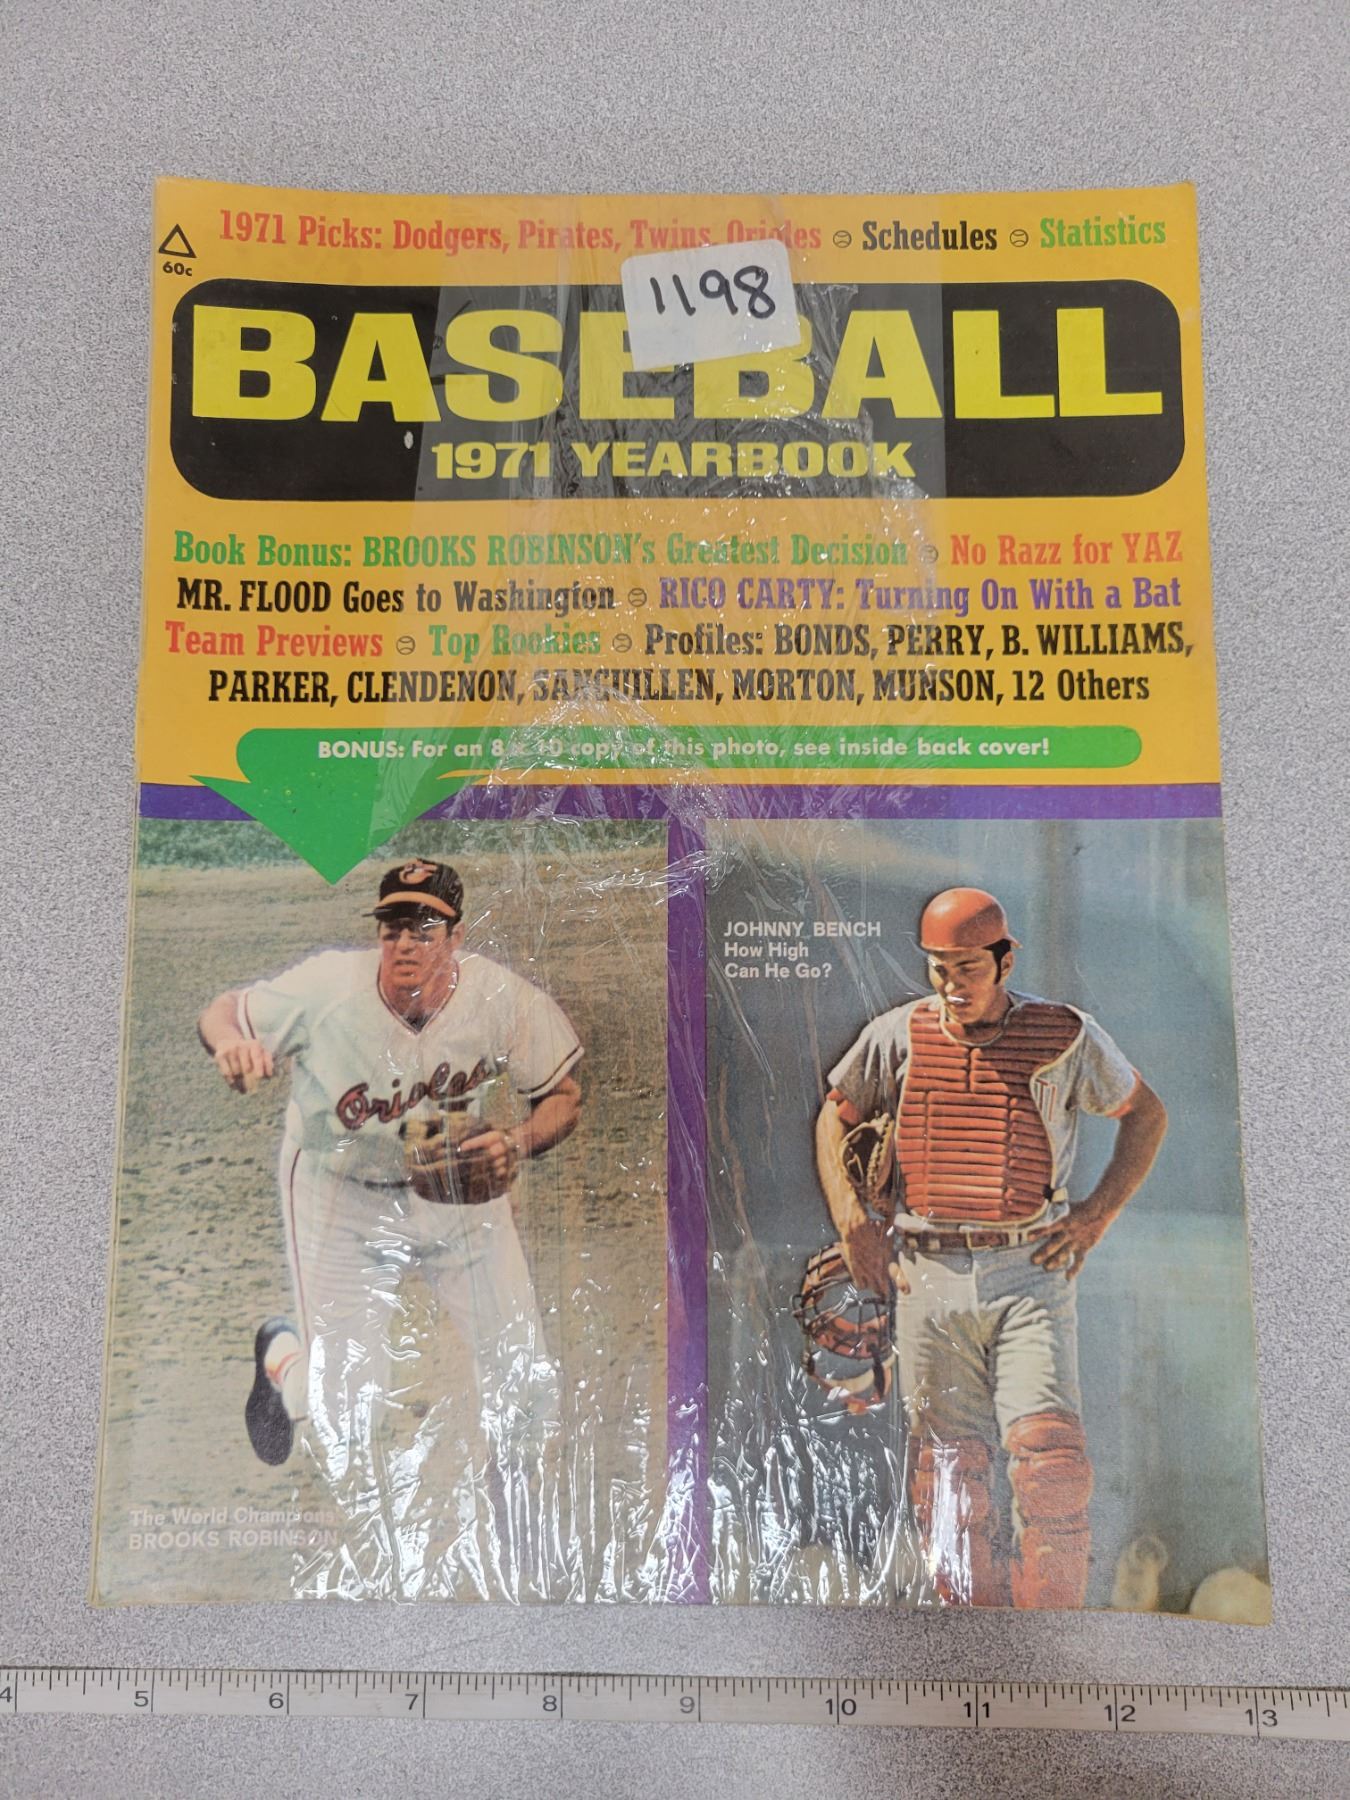 1971 Picks: Dodgers, Pirates, Twins, Orioles Schedules Statistics
60c
1198
BASEBALL
1971 YEARBOOK
Book Bonus: BROOKS ROBINSON's Greatest Decision No Razz for YAZ
MR. FLOOD Goes to Washington RICO CARTY: Turning On With a Bat
Team Previews Top Rookies Profiles: BONDS, PERRY, B. WILLIAMS,
PARKER, CLENDENON, SANGUILLEN, MORTON, MUNSON, 12 Others
BONUS: For an 8 x 10 copy of this photo, see inside back cover!
JOHNNY BENCH
How High
Can He Go?
Orioles
TI
The World Champions'
BROOKS ROBINSON
4 5 6 7 8 9 10 11 12 13